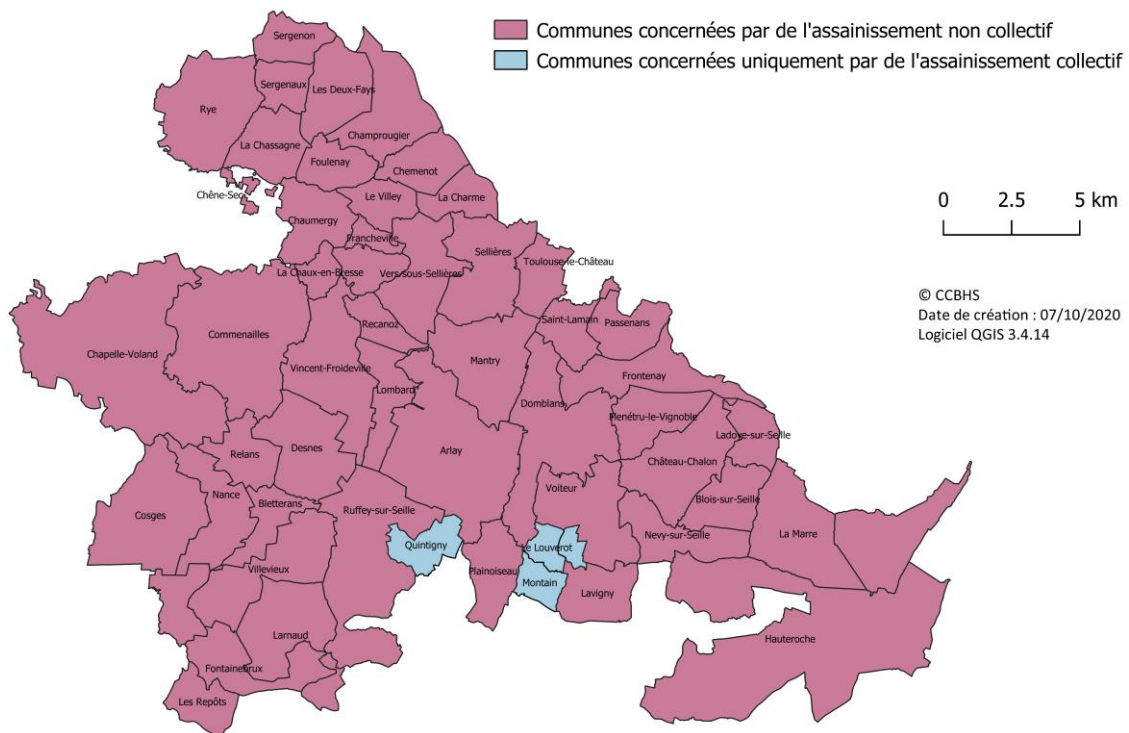 Communes concernées par de l'assainissement non collectif
Communes concernées uniquement par de l'assainissement collectif
0 2.5 5 km
© CCBHS
Date de création : 07/10/2020
Logiciel QGIS 3.4.14
Sergenon
Sergenaux
Les Deux-Fays
Rye
Champrougier
La Chassagne
Foulenay
Chemenot
Chêne-Sec
Le Villey
La Charme
Chaumergy
Francheville
Sellières
Vers-sous-Sellières
Toulouse-le-Château
La Chaux-en-Bresse
Recanoz
Saint-Lamain
Passenans
Commenailles
Chapelle-Voland
Mantry
Vincent-Froideville
Frontenay
Lombard
Domblans
Menétru-le-Vignoble
Ladoye-sur-Seille
Relans
Desnes
Arlay
Château-Chalon
Voiteur
Nance
Blois-sur-Seille
Bletterans
Cosges
Ruffey-sur-Seille
Nevy-sur-Seille
La Marre
Quintigny
Le Louverot
Villevieux
Plainoiseau
Montain
Lavigny
Larnaud
Hauteroche
Fontainebrux
Les Repôts